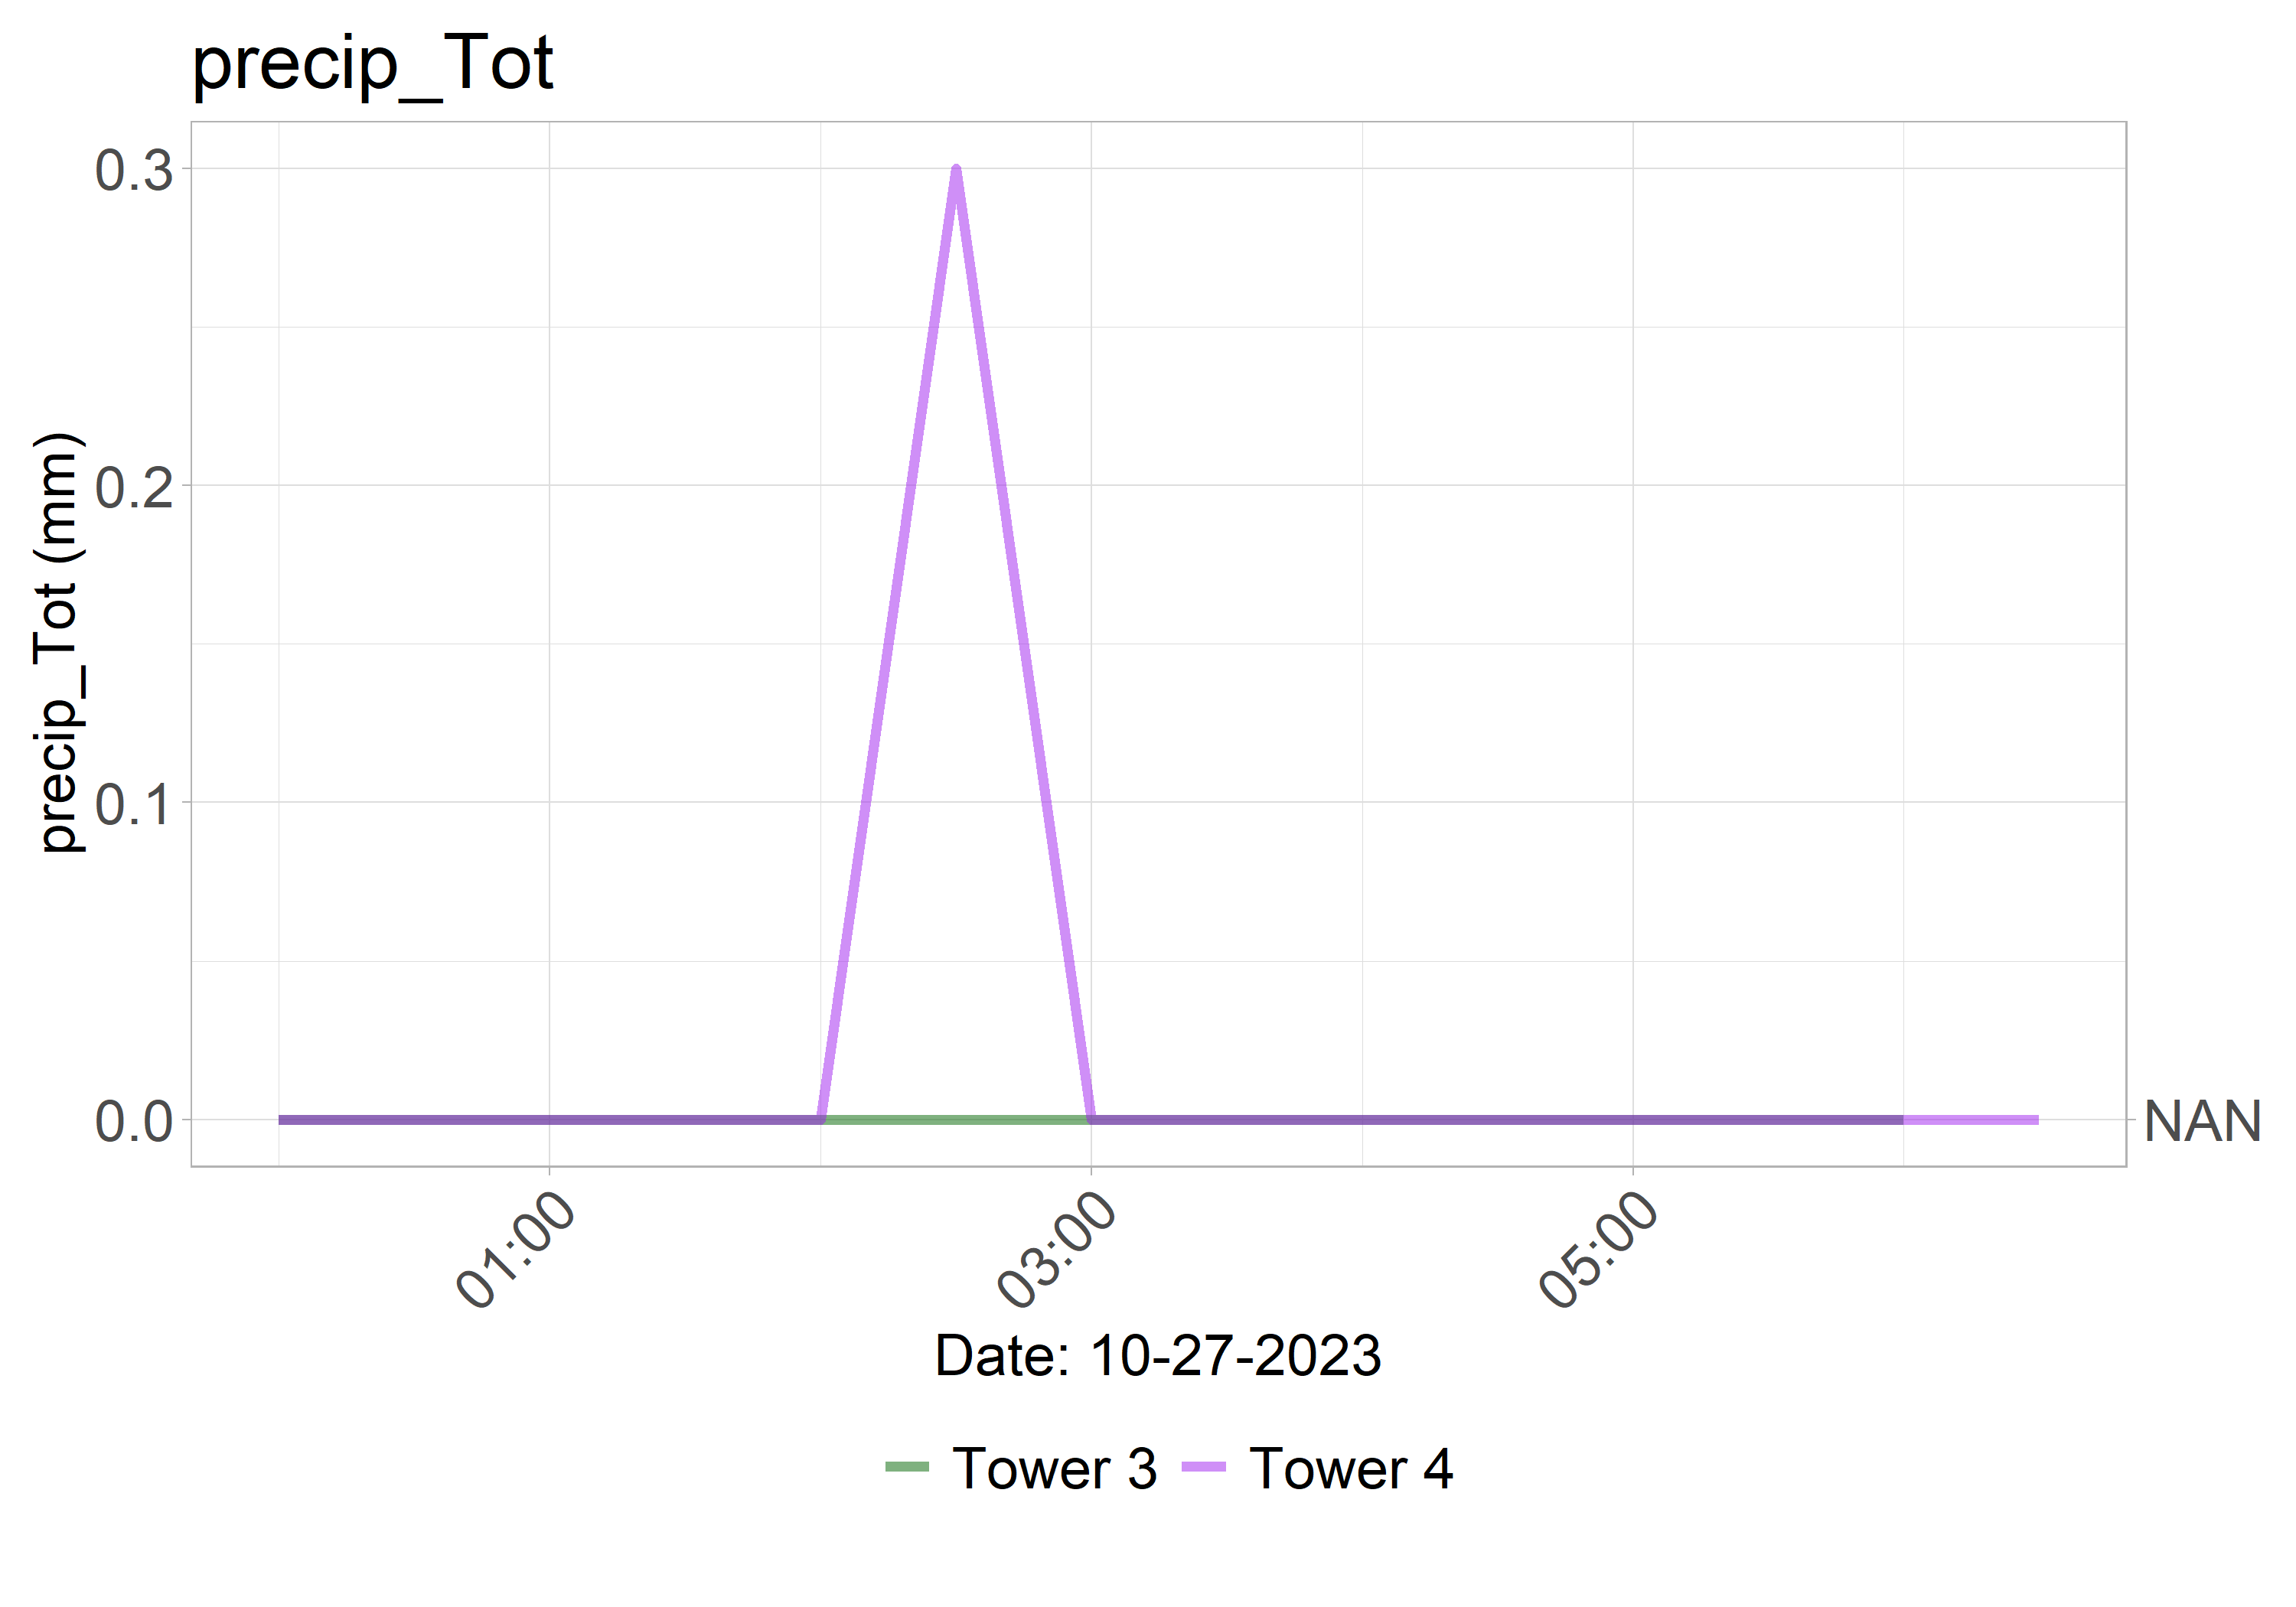 precip_Tot
precip_Tot (mm)
0.3
0.2
0.1
0.0
NAN
01:00
03:00
05:00
Date: 10-27-2023
Tower 3
Tower 4